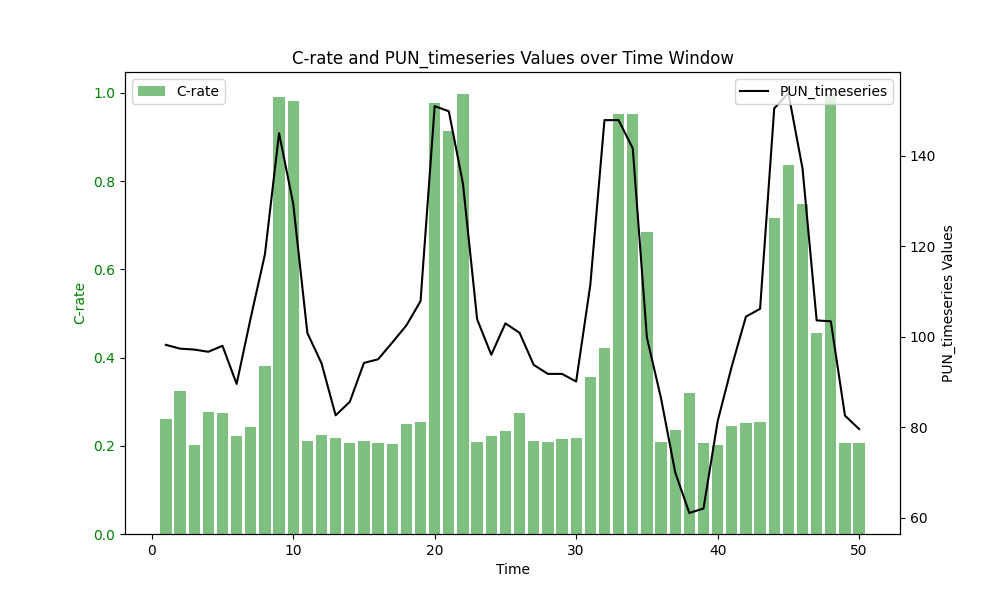 C-rate and PUN_timeseries Values over Time Window
C-rate
PUN_timeseries
1.0
0.8
0.6
0.4
0.2
0.0
C-rate
140
120
100
80
60
PUN_timeseries Values
0 10 20 30 40 50
Time